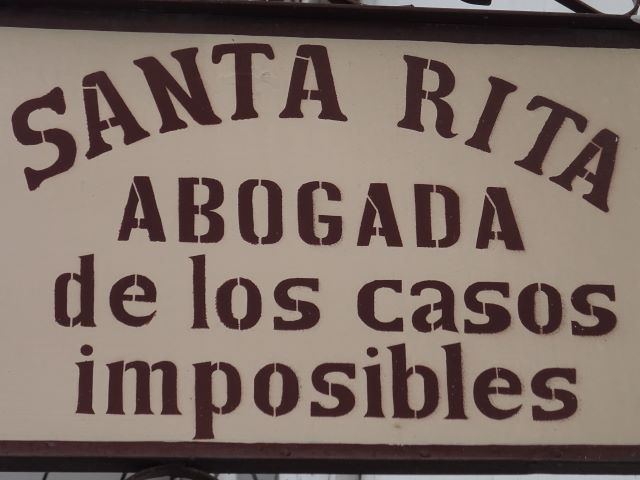 SANTA RITA
ABOGADA
de los casos
imposibles